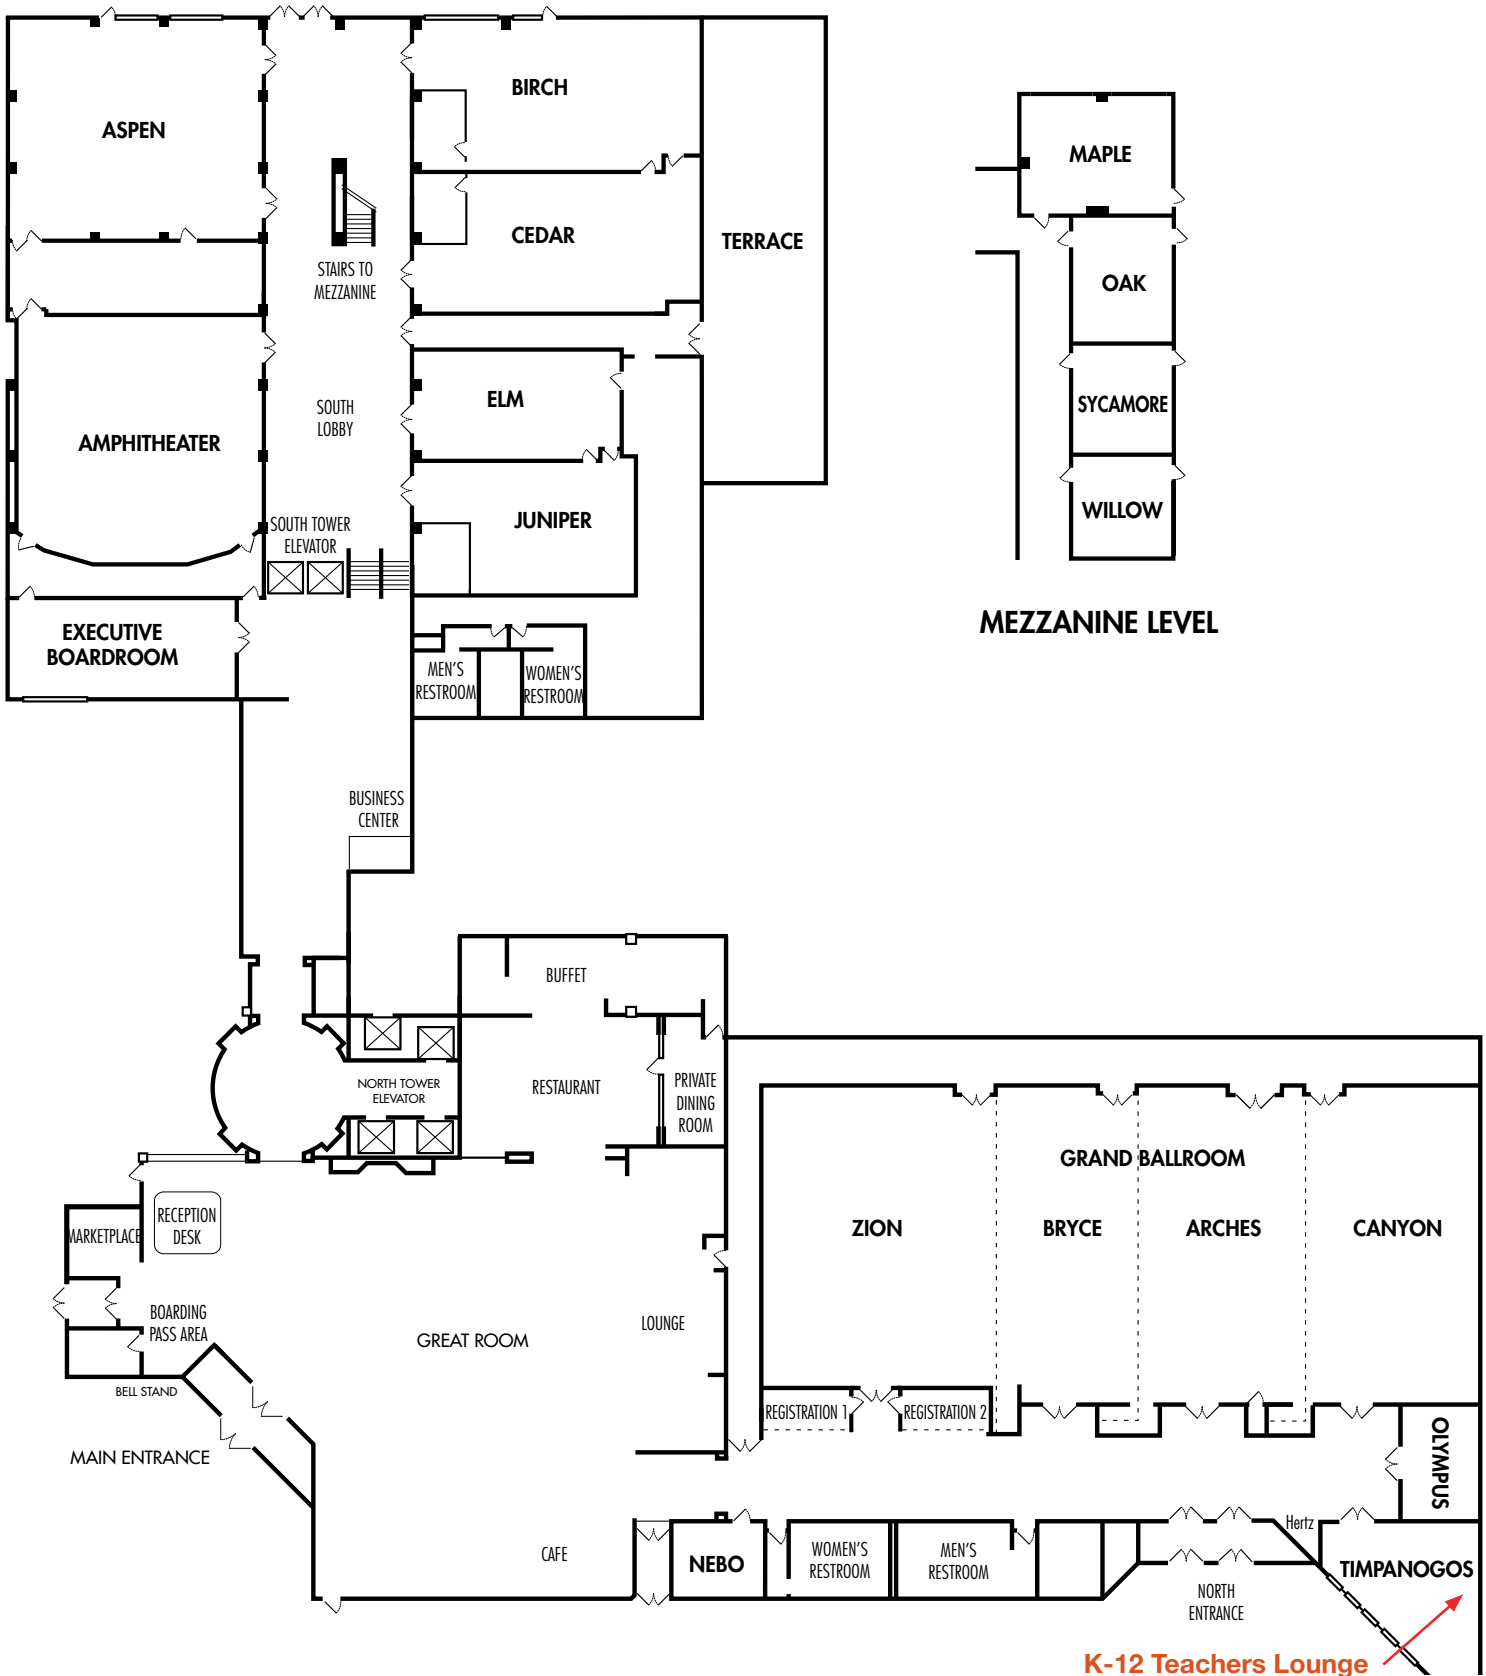 BIRCH
ASPEN
MAPLE
CEDAR
TERRACE
STAIRS TO
MEZZANINE
OAK
ELM
SOUTH
LOBBY
SYCAMORE
AMPHITHEATER
WILLOW
JUNIPER
SOUTH TOWER
ELEVATOR
MEZZANINE LEVEL
EXECUTIVE
BOARDROOM
MEN'S
RESTROOM
WOMEN'S
RESTROOM
BUSINESS
CENTER
BUFFET
NORTH TOWER
ELEVATOR
RESTAURANT
PRIVATE
DINING
ROOM
GRAND BALLROOM
ZION
BRYCE
ARCHES
CANYON
RECEPTION
DESK
MARKETPLACE
BOARDING
PASS AREA
LOUNGE
GREAT ROOM
BELL STAND
REGISTRATION 1
REGISTRATION 2
MAIN ENTRANCE
OLYMPUS
Hertz
CAFE
NEBO
WOMEN'S
RESTROOM
MEN'S
RESTROOM
TIMPANOGOS
NORTH
ENTRANCE
K-12 Teachers Lounge